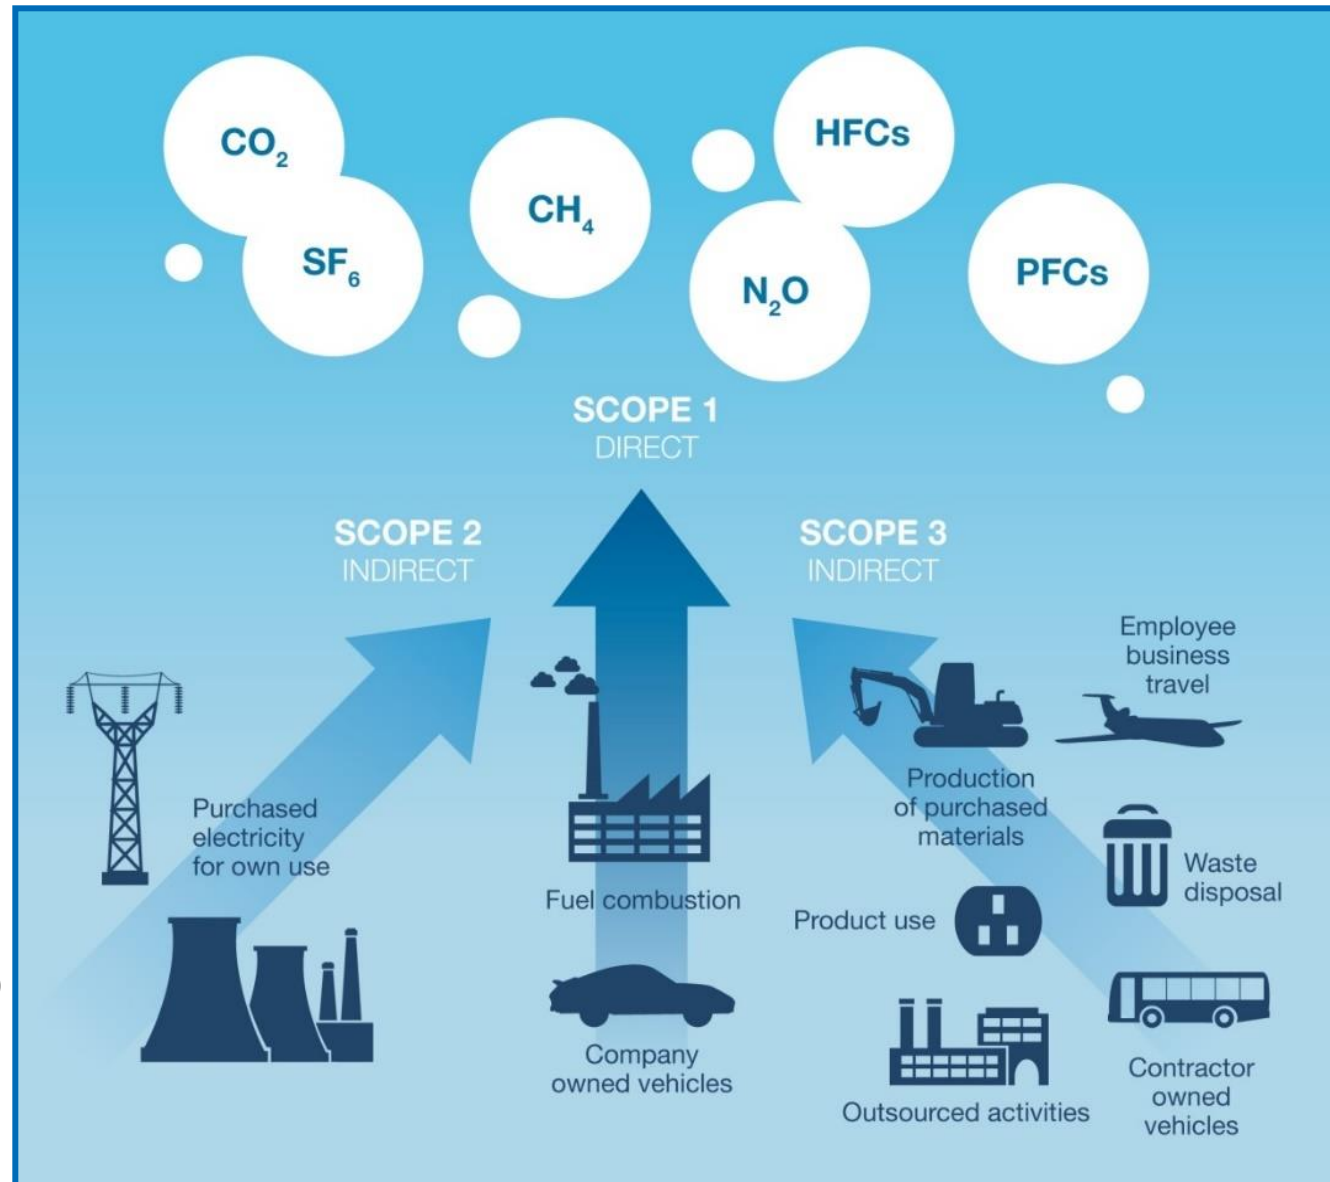 CO₂
SF₆
CH₄
HFCs
N₂O
PFCs
SCOPE 1
DIRECT
SCOPE 2
INDIRECT
SCOPE 3
INDIRECT
Purchased
electricity
for own use
Fuel combustion
Company
owned vehicles
Employee
business
travel
Production
of purchased
materials
Waste
disposal
Product use
Outsourced activities
Contractor
owned
vehicles